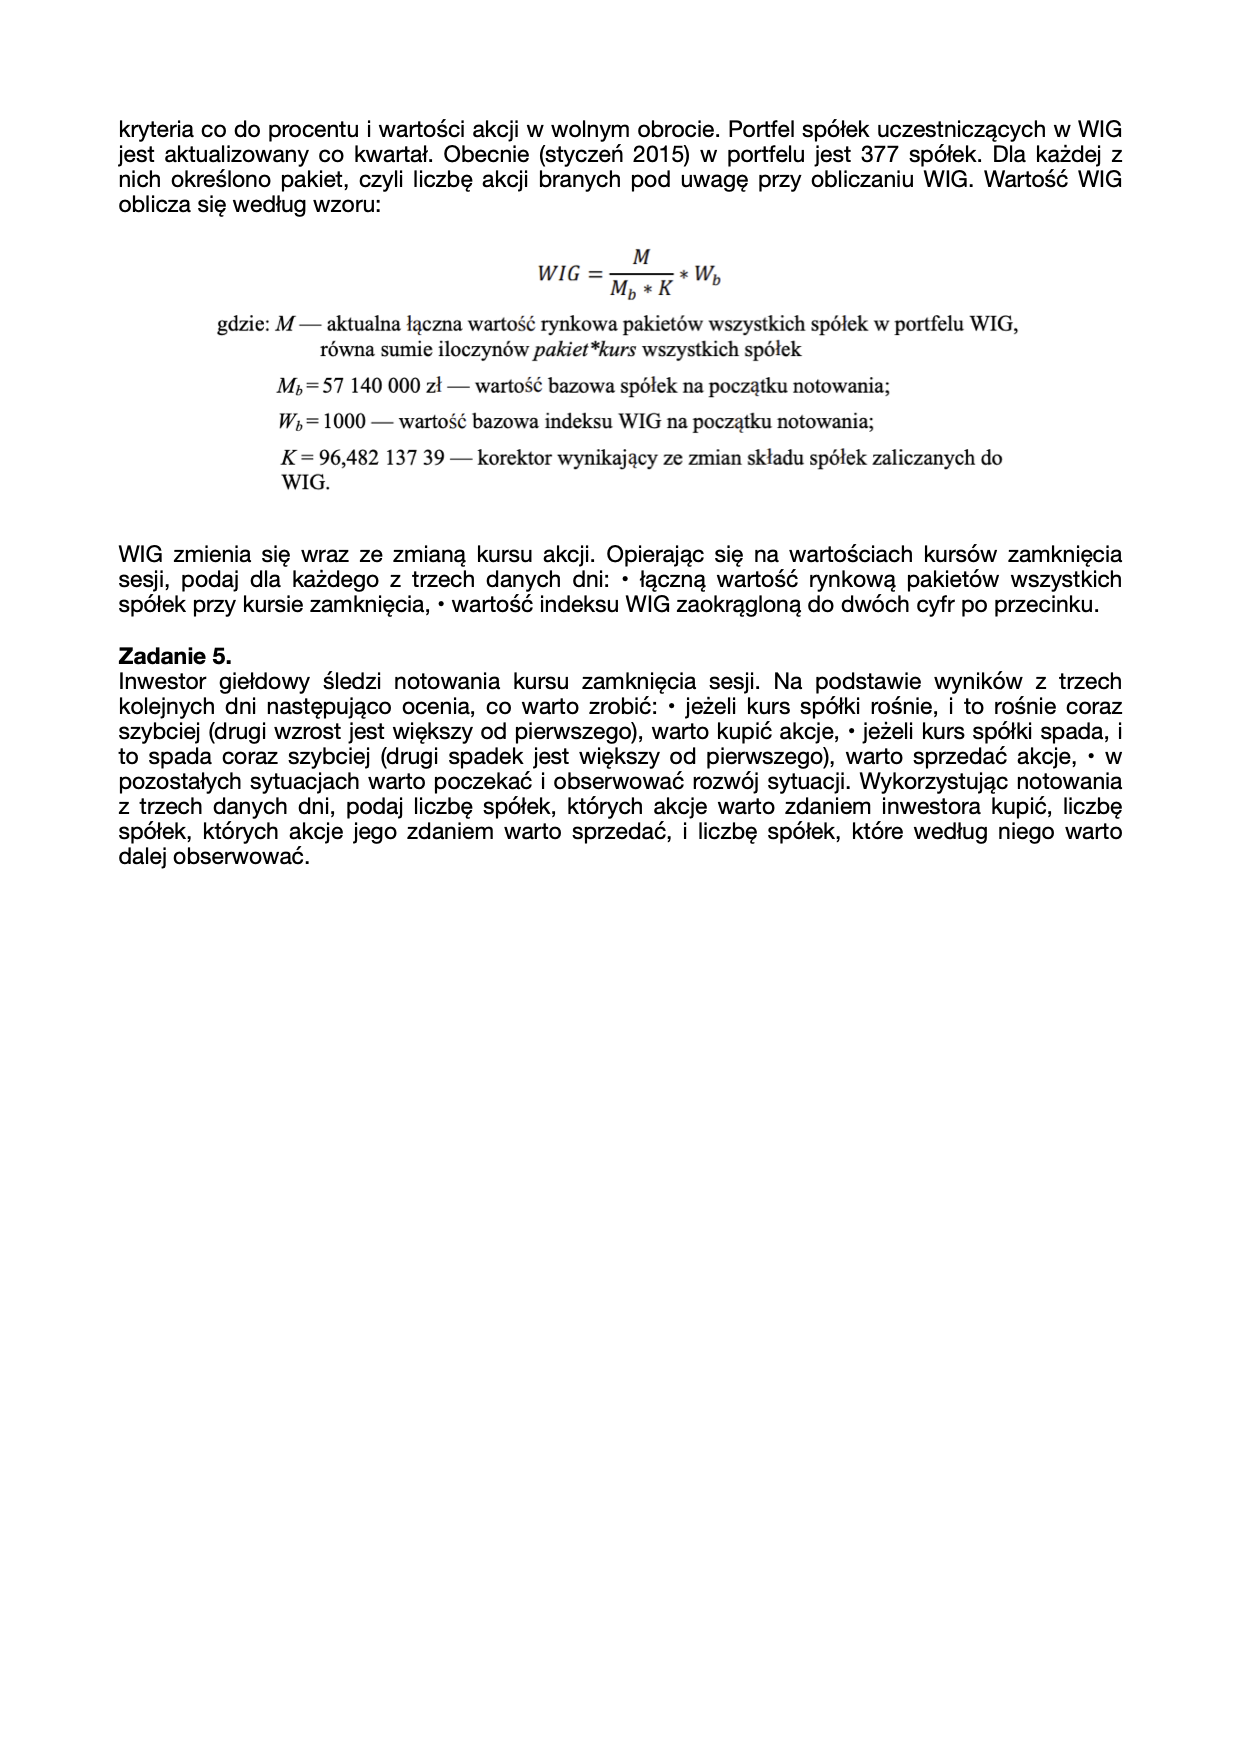 kryteria co do procentu i wartości akcji w wolnym obrocie. Portfel spółek uczestniczących w WIG
jest aktualizowany co kwartał. Obecnie (styczeń 2015) w portfelu jest 377 spółek. Dla każdej z
nich określono pakiet, czyli liczbę akcji branych pod uwagę przy obliczaniu WIG. Wartość WIG
oblicza się według wzoru:
WIG = M / (M_b * K) * W_b
gdzie: M — aktualna łączna wartość rynkowa pakietów wszystkich spółek w portfelu WIG,
równa sumie iloczynów pakiet*kurs wszystkich spółek
M_b = 57 140 000 zł — wartość bazowa spółek na początku notowania;
W_b = 1000 — wartość bazowa indeksu WIG na początku notowania;
K = 96,482 137 39 — korektor wynikający ze zmian składu spółek zaliczanych do
WIG.
WIG zmienia się wraz ze zmianą kursu akcji. Opierając się na wartościach kursów zamknięcia
sesji, podaj dla każdego z trzech danych dni: • łączną wartość rynkową pakietów wszystkich
spółek przy kursie zamknięcia, • wartość indeksu WIG zaokrągloną do dwóch cyfr po przecinku.
Zadanie 5.
Inwestor giełdowy śledzi notowania kursu zamknięcia sesji. Na podstawie wyników z trzech
kolejnych dni następująco ocenia, co warto zrobić: • jeżeli kurs spółki rośnie, i to rośnie coraz
szybciej (drugi wzrost jest większy od pierwszego), warto kupić akcje, • jeżeli kurs spółki spada, i
to spada coraz szybciej (drugi spadek jest większy od pierwszego), warto sprzedać akcje, • w
pozostałych sytuacjach warto poczekać i obserwować rozwój sytuacji. Wykorzystując notowania
z trzech danych dni, podaj liczbę spółek, których akcje warto zdaniem inwestora kupić, liczbę
spółek, których akcje jego zdaniem warto sprzedać, i liczbę spółek, które według niego warto
dalej obserwować.